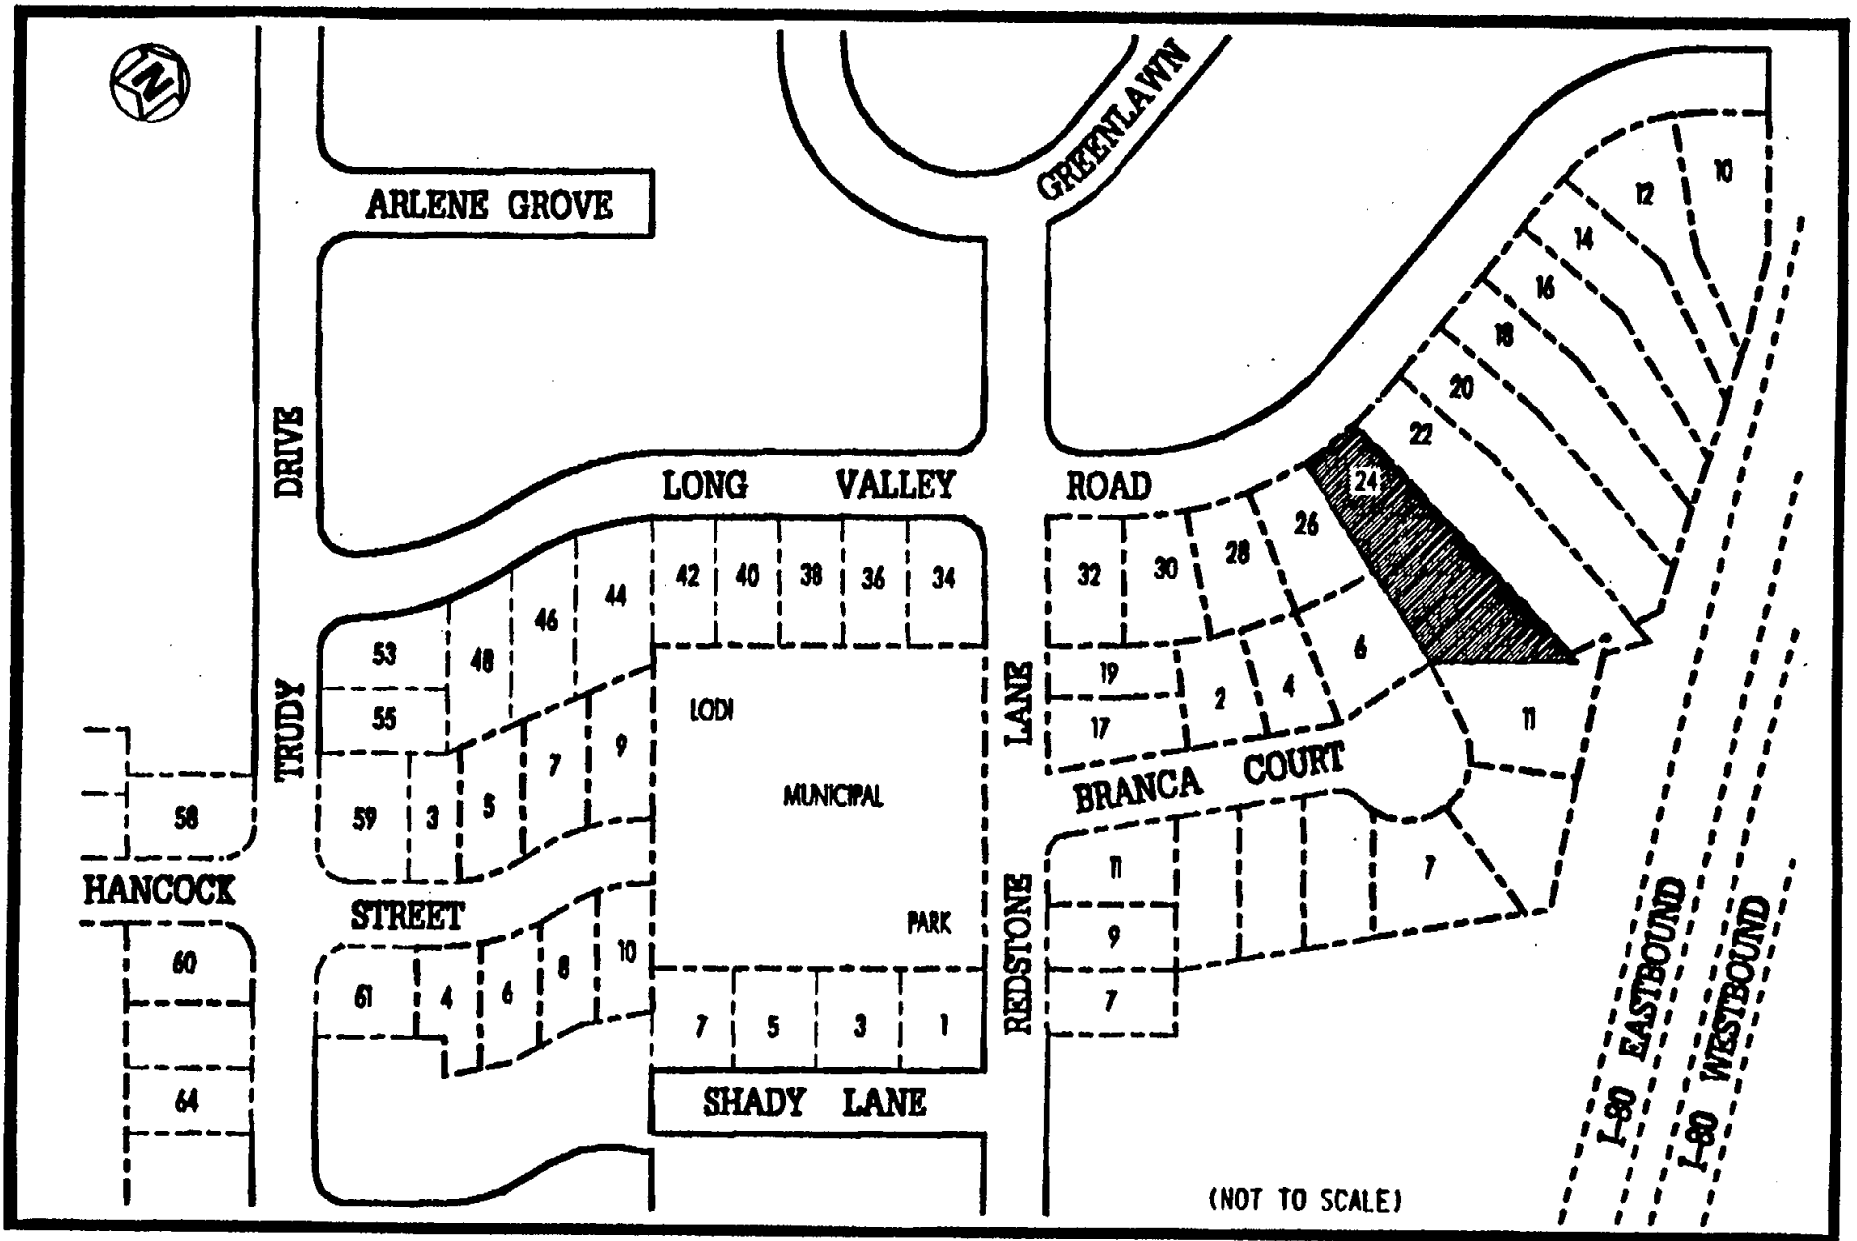 N
GREENLAWN
ARLENE GROVE
10
12
14
16
18
20
22
24
DRIVE
LONG VALLEY ROAD
26
28
30
32
34
36
38
40
42
44
46
48
53
55
TRUDY
LODI
MUNICIPAL
PARK
LANE
19
17
2
4
6
11
BRANCA COURT
58
59
3
5
7
9
HANCOCK
STREET
11
9
7
7
REDSTONE
60
61
4
6
8
10
64
7
5
3
1
SHADY LANE
I-80 EASTBOUND
I-80 WESTBOUND
(NOT TO SCALE)